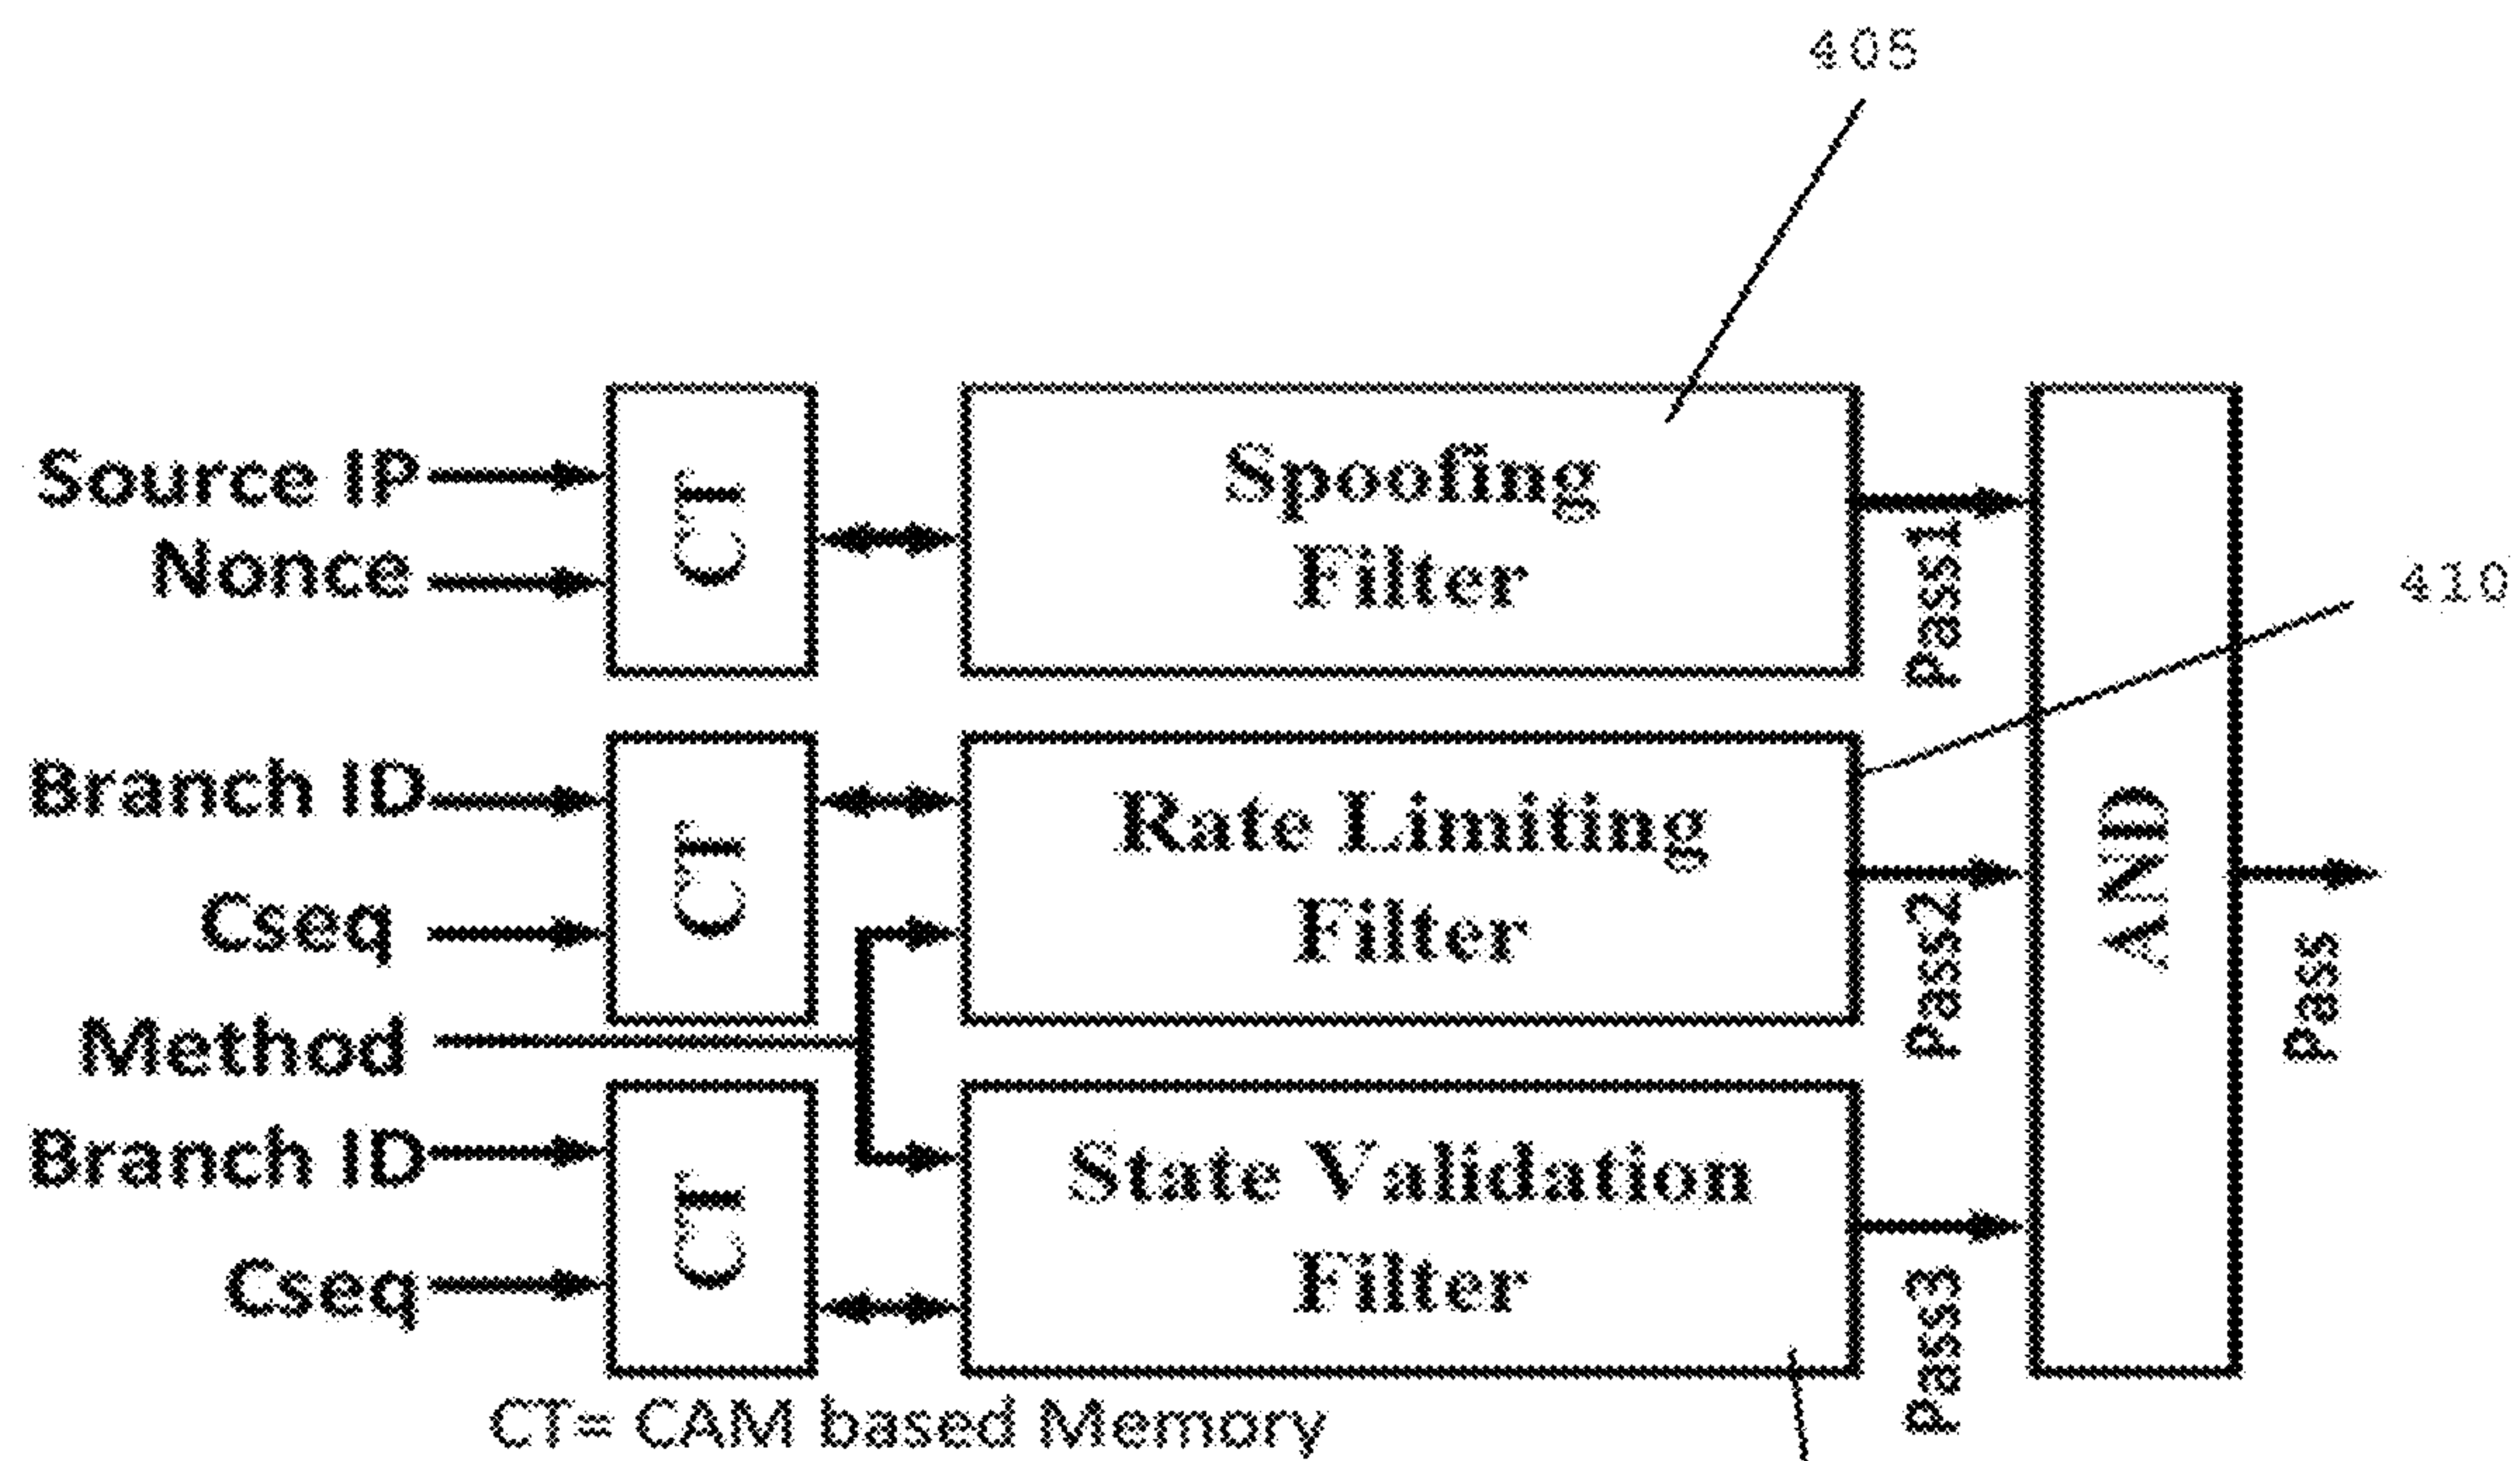 405
Source IP
Nonce
CT
Spoofing
Filter
Pass1
410
Branch ID
Cseq
CT
Rate Limiting
Filter
Pass2
AND
Pass
Method
Branch ID
Cseq
CT
State Validation
Filter
Pass3
CT= CAM based Memory